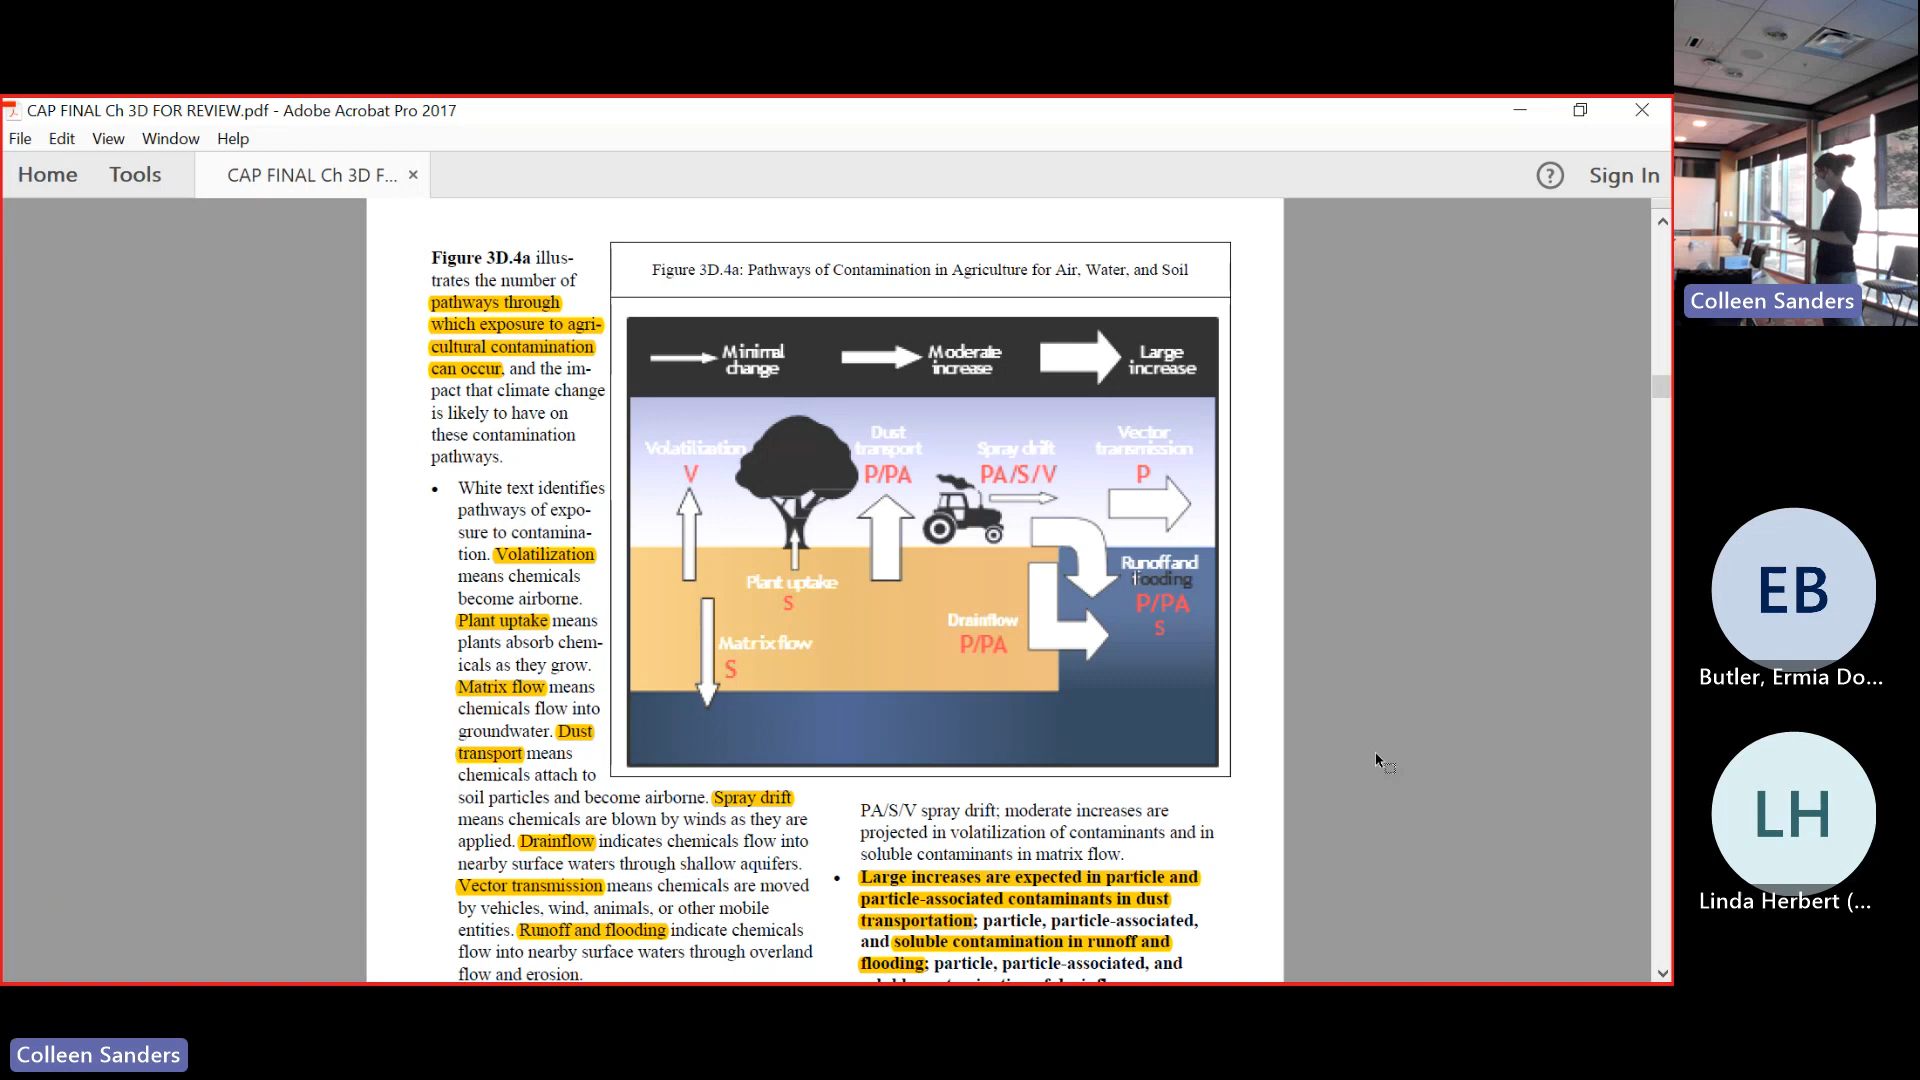 CAP FINAL Ch 3D FOR REVIEW.pdf - Adobe Acrobat Pro 2017
File Edit View Window Help
Home Tools CAP FINAL Ch 3D F... × ? Sign In
Figure 3D.4a illus-
trates the number of
pathways through
which exposure to agri-
cultural contamination
can occur, and the im-
pact that climate change
is likely to have on
these contamination
pathways.
• White text identifies
pathways of expo-
sure to contamina-
tion. Volatilization
means chemicals
become airborne.
Plant uptake means
plants absorb chem-
icals as they grow.
Matrix flow means
chemicals flow into
groundwater. Dust
transport means
chemicals attach to
soil particles and become airborne. Spray drift
means chemicals are blown by winds as they are
applied. Drainflow indicates chemicals flow into
nearby surface waters through shallow aquifers.
Vector transmission means chemicals are moved
by vehicles, wind, animals, or other mobile
entities. Runoff and flooding indicate chemicals
flow into nearby surface waters through overland
flow and erosion.
Figure 3D.4a: Pathways of Contamination in Agriculture for Air, Water, and Soil
Minimal
change
Moderate
increase
Large
increase
Volatilization
V
Dust
transport
P/PA
Spray drift
PA/S/V
Vector
transmission
P
Plant uptake
S
Matrix flow
S
Drainflow
P/PA
Runoff and
flooding
P/PA
S
PA/S/V spray drift; moderate increases are
projected in volatilization of contaminants and in
soluble contaminants in matrix flow.
• Large increases are expected in particle and
particle-associated contaminants in dust
transportation; particle, particle-associated,
and soluble contamination in runoff and
flooding; particle, particle-associated, and
Colleen Sanders
EB
Butler, Ermia Do...
LH
Linda Herbert (...
Colleen Sanders